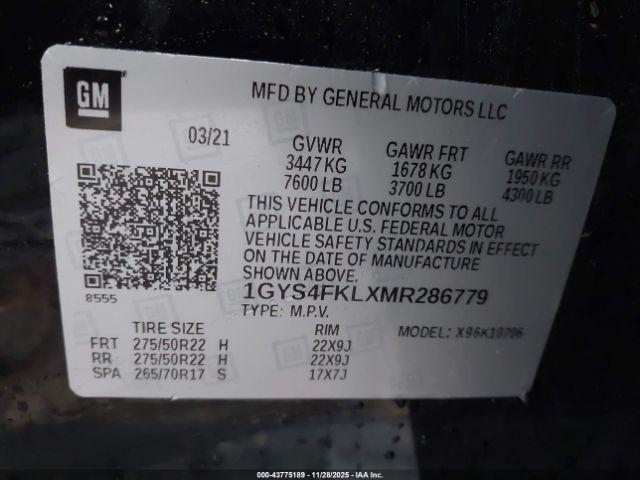 GM
MFD BY GENERAL MOTORS LLC
03/21
GVWR GAWR FRT GAWR RR
3447 KG 1678 KG 1950 KG
7600 LB 3700 LB 4300 LB
THIS VEHICLE CONFORMS TO ALL
APPLICABLE U.S. FEDERAL MOTOR
VEHICLE SAFETY STANDARDS IN EFFECT
ON THE DATE OF MANUFACTURE
SHOWN ABOVE.
8555
1GYS4FKLXMR286779
TYPE: M.P.V.
TIRE SIZE RIM MODEL: X96K10706
FRT 275/50R22 H 22X9J
RR 275/50R22 H 22X9J
SPA 265/70R17 S 17X7J
000-43775189 - 11/28/2025 - IAA Inc.